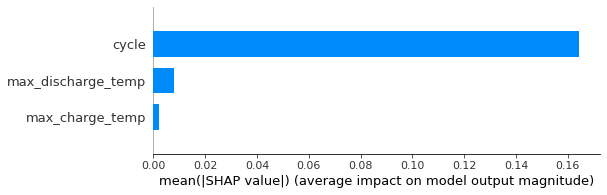 cycle
max_discharge_temp
max_charge_temp
0.00 0.02 0.04 0.06 0.08 0.10 0.12 0.14 0.16
mean(|SHAP value|) (average impact on model output magnitude)